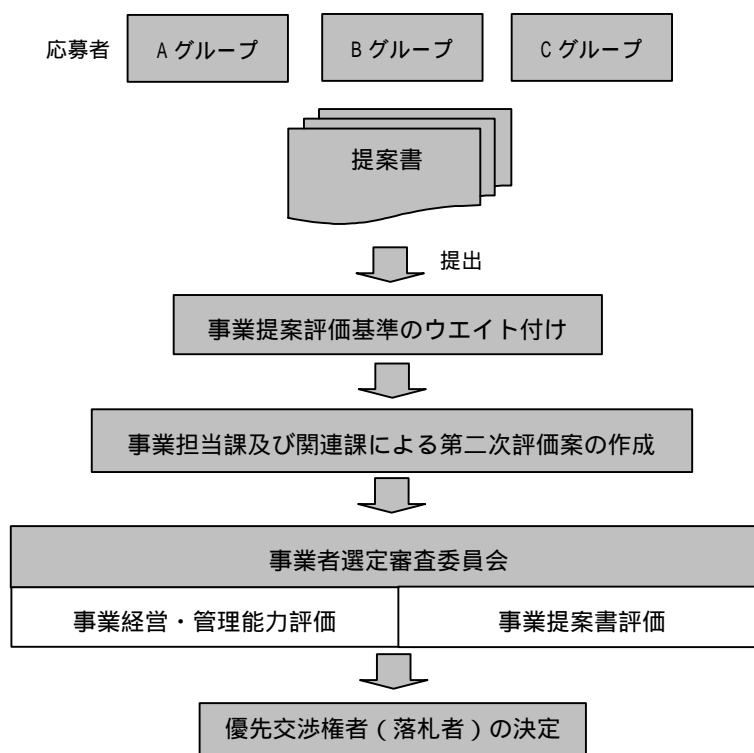 応募者 A グループ B グループ C グループ
提案書
提出
事業提案評価基準のウエイト付け
事業担当課及び関連課による第二次評価案の作成
事業者選定審査委員会
事業経営・管理能力評価 事業提案書評価
優先交渉権者(落札者)の決定